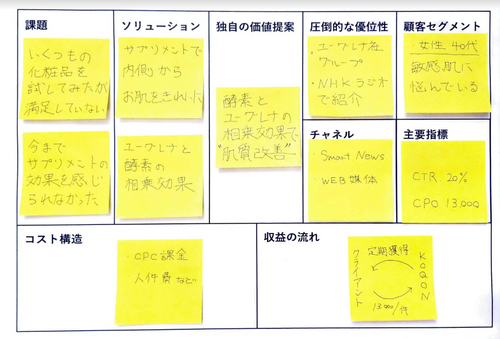 課題
いくつもの
化粧品を
試してみたが
満足していない
今まで
サプリメントの
効果を感じ
られなかった
ソリューション
サプリメントで
内側から
お肌をきれいに
ユーグレナと
酵素の
相乗効果
独自の価値提案
酵素と
ユーグレナの
相乗効果で
"肌質改善"
圧倒的な優位性
・ユーグレナ社
グループ
・NHKラジオ
で紹介
チャネル
・Smart News
・WEB媒体
顧客セグメント
・女性 40代
敏感肌に
悩んでいる
主要指標
CTR. 20%
CPO 13,000
コスト構造
・CPC課金
人件費など
収益の流れ
定期獲得
クライアント
KOQON
13,000/件